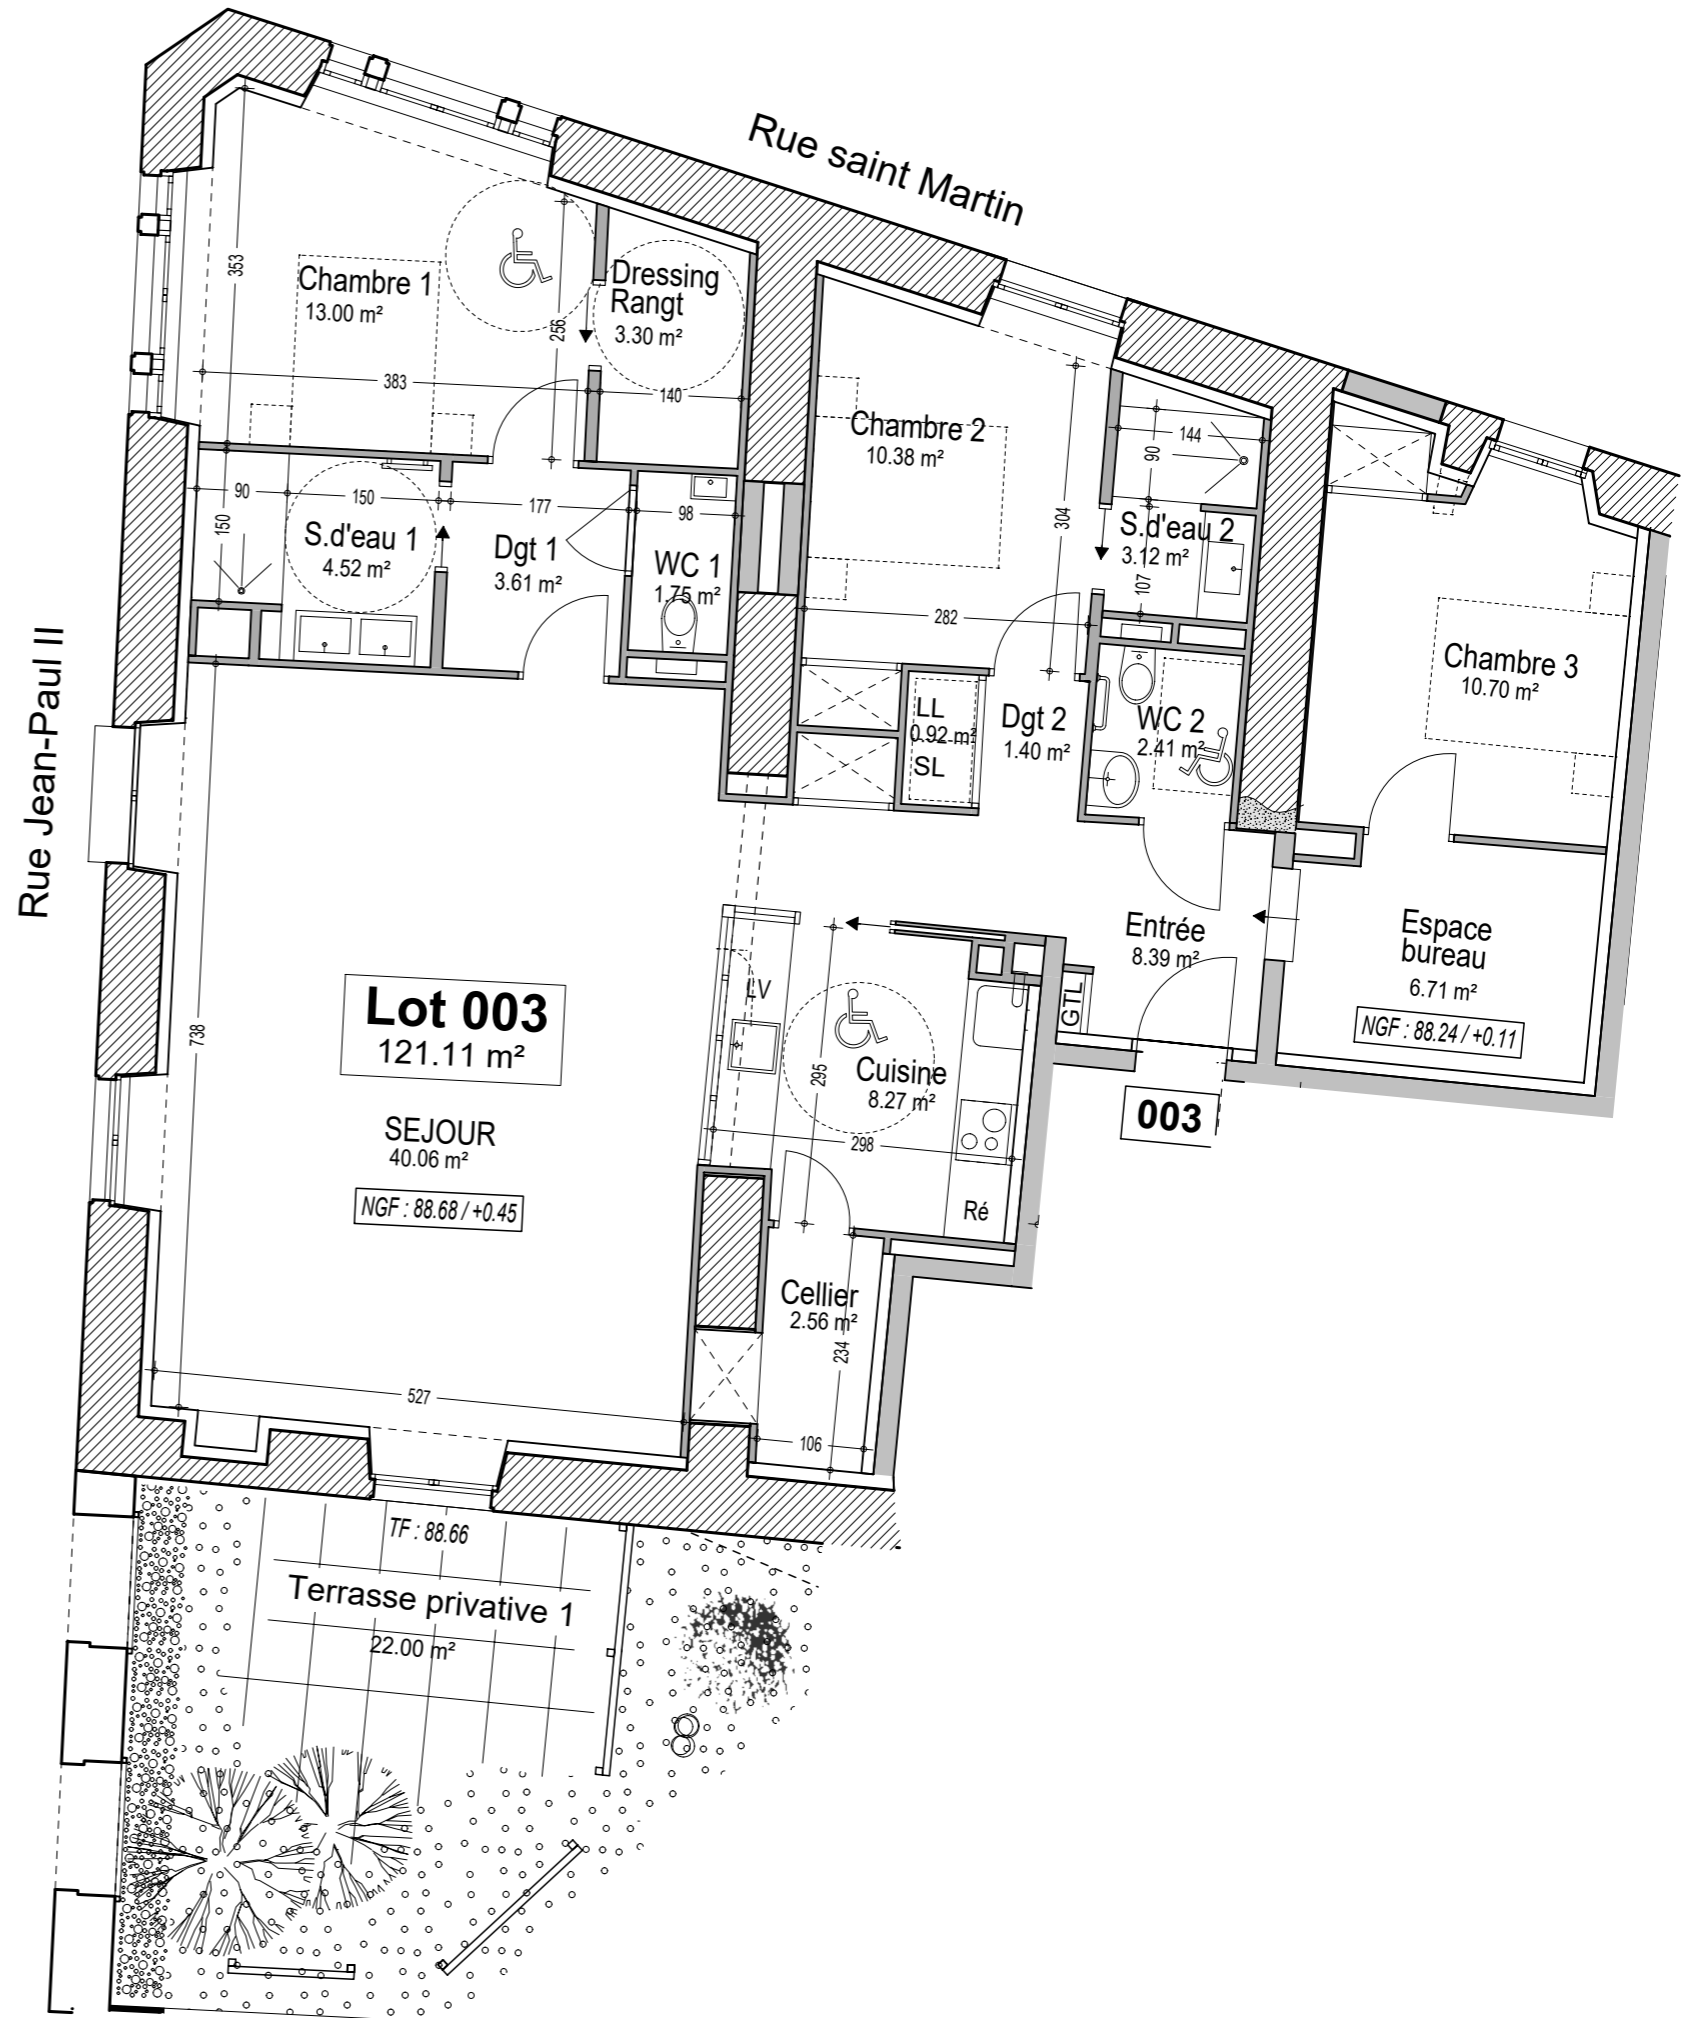 Rue saint Martin
Rue Jean-Paul II
353
Chambre 1
13.00 m²
256
Dressing
Rangt
3.30 m²
383
140
Chambre 2
10.38 m²
304
144
90
S.d'eau 2
3.12 m²
107
282
90
150
177
98
150
S.d'eau 1
4.52 m²
Dgt 1
3.61 m²
WC 1
1.75 m²
Chambre 3
10.70 m²
LL
0.92 m²
SL
Dgt 2
1.40 m²
WC 2
2.41 m²
Entrée
8.39 m²
Espace
bureau
6.71 m²
NGF : 88.24 / +0.11
GTL
003
738
Lot 003
121.11 m²
SEJOUR
40.06 m²
NGF : 88.68 / +0.45
527
LV
295
Cuisine
8.27 m²
298
Ré
Cellier
2.56 m²
234
106
TF : 88.66
Terrasse privative 1
22.00 m²